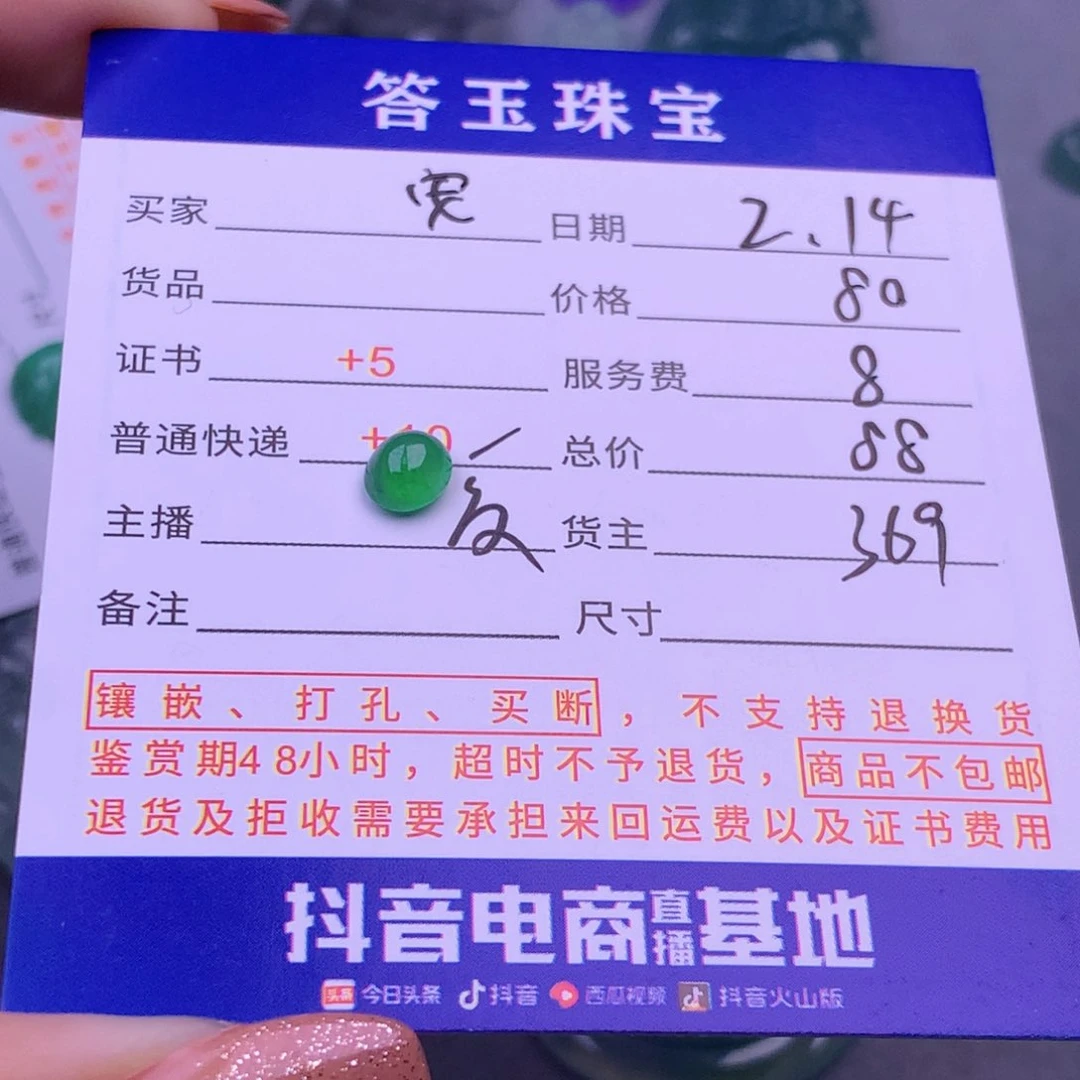 答玉珠宝
买家 宽 日期 2.14
货品 价格 80
证书 +5 服务费 8
普通快递 +10 总价 88
主播 货主 369
备注 尺寸
镶嵌、打孔、买断，不支持退换货
鉴赏期48小时，超时不予退货，商品不包邮
退货及拒收需要承担来回运费以及证书费用
抖音电商直播基地
头条 今日头条 抖音 西瓜视频 抖音火山版